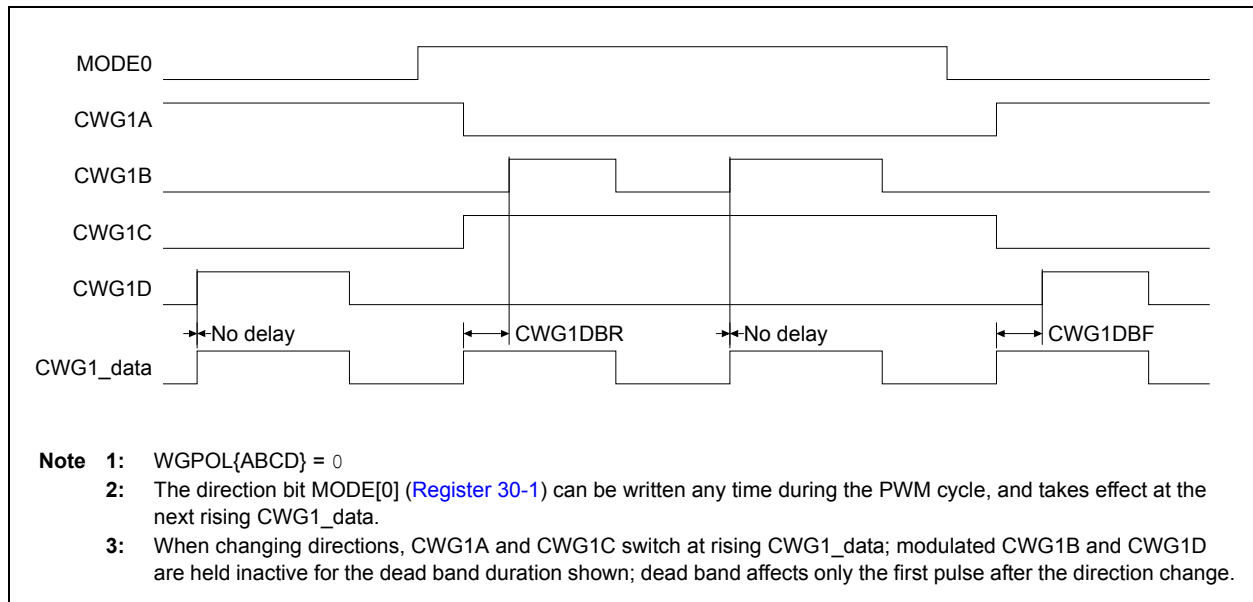 MODE0
CWG1A
CWG1B
CWG1C
CWG1D
No delay CWG1DBR No delay CWG1DBF
CWG1_data
Note 1: WGPOL{ABCD} = 0
2: The direction bit MODE[0] (Register 30-1) can be written any time during the PWM cycle, and takes effect at the
next rising CWG1_data.
3: When changing directions, CWG1A and CWG1C switch at rising CWG1_data; modulated CWG1B and CWG1D
are held inactive for the dead band duration shown; dead band affects only the first pulse after the direction change.